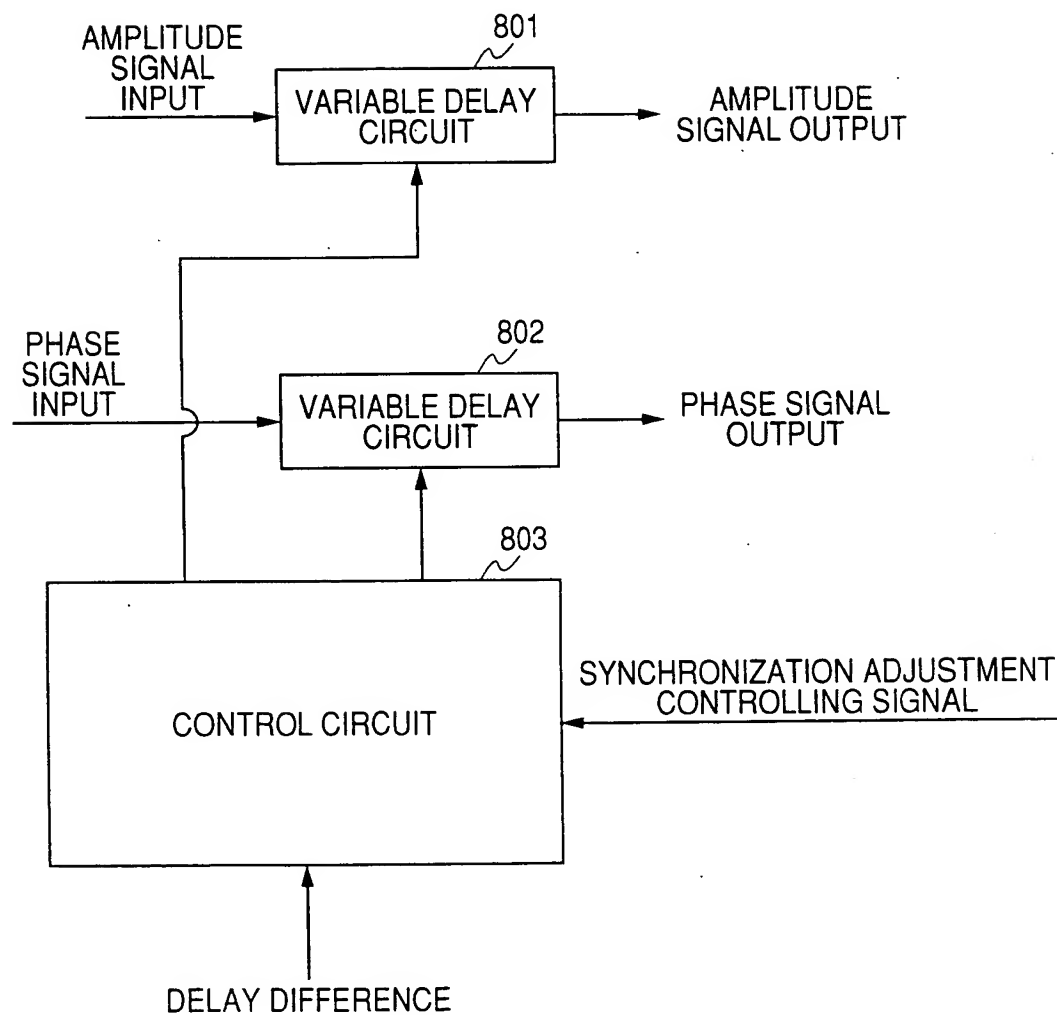 801
AMPLITUDE
SIGNAL
INPUT
VARIABLE DELAY
CIRCUIT
AMPLITUDE
SIGNAL OUTPUT
802
PHASE
SIGNAL
INPUT
VARIABLE DELAY
CIRCUIT
PHASE SIGNAL
OUTPUT
803
CONTROL CIRCUIT
SYNCHRONIZATION ADJUSTMENT
CONTROLLING SIGNAL
DELAY DIFFERENCE